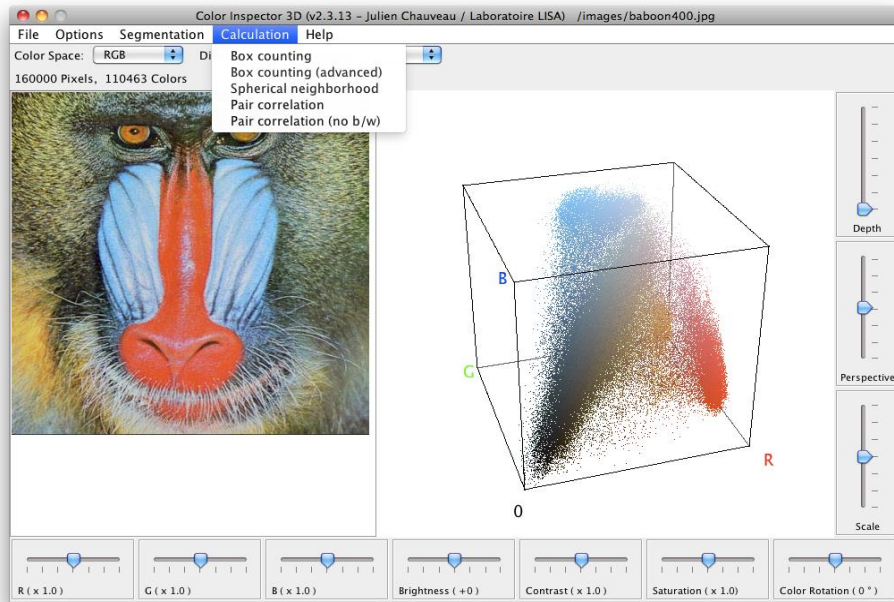 Color Inspector 3D (v2.3.13 – Julien Chauveau / Laboratoire LISA) /images/baboon400.jpg
File Options Segmentation Calculation Help
Color Space: RGB
160000 Pixels, 110463 Colors
Box counting
Box counting (advanced)
Spherical neighborhood
Pair correlation
Pair correlation (no b/w)
B
G
R
0
Depth
Perspective
Scale
R ( x 1.0 )
G ( x 1.0 )
B ( x 1.0 )
Brightness ( +0 )
Contrast ( x 1.0 )
Saturation ( x 1.0)
Color Rotation ( 0 ° )